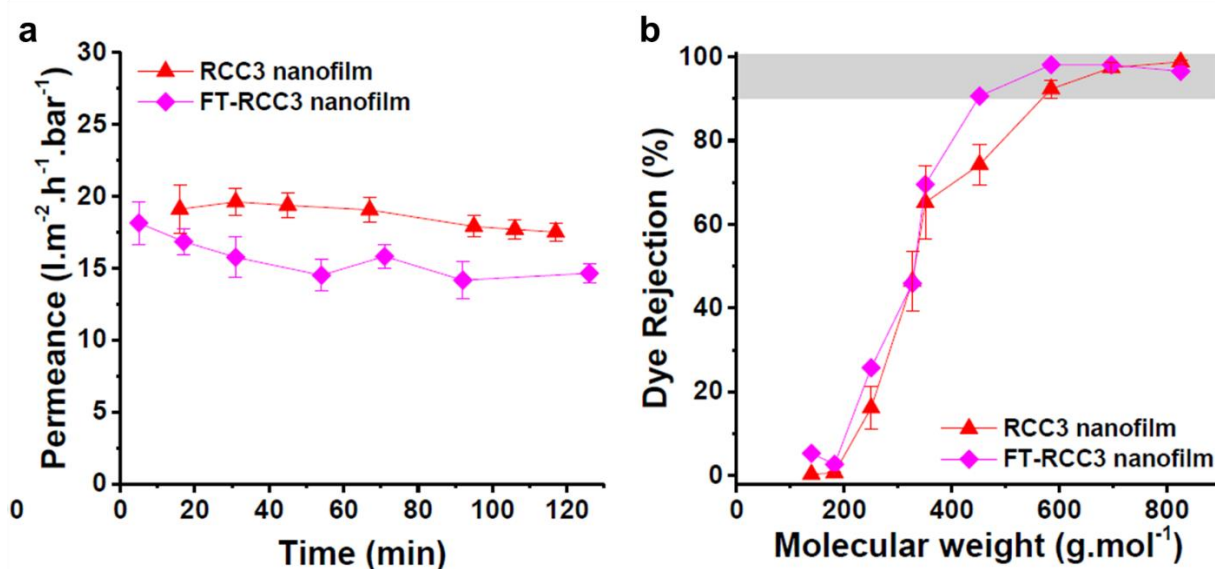 a
Permeance (l.m⁻².h⁻¹.bar⁻¹)
30
25
20
15
10
5
0
RCC3 nanofilm
FT-RCC3 nanofilm
0
0 20 40 60 80 100 120
Time (min)
b
Dye Rejection (%)
100
80
60
40
20
0
RCC3 nanofilm
FT-RCC3 nanofilm
0 200 400 600 800
Molecular weight (g.mol⁻¹)